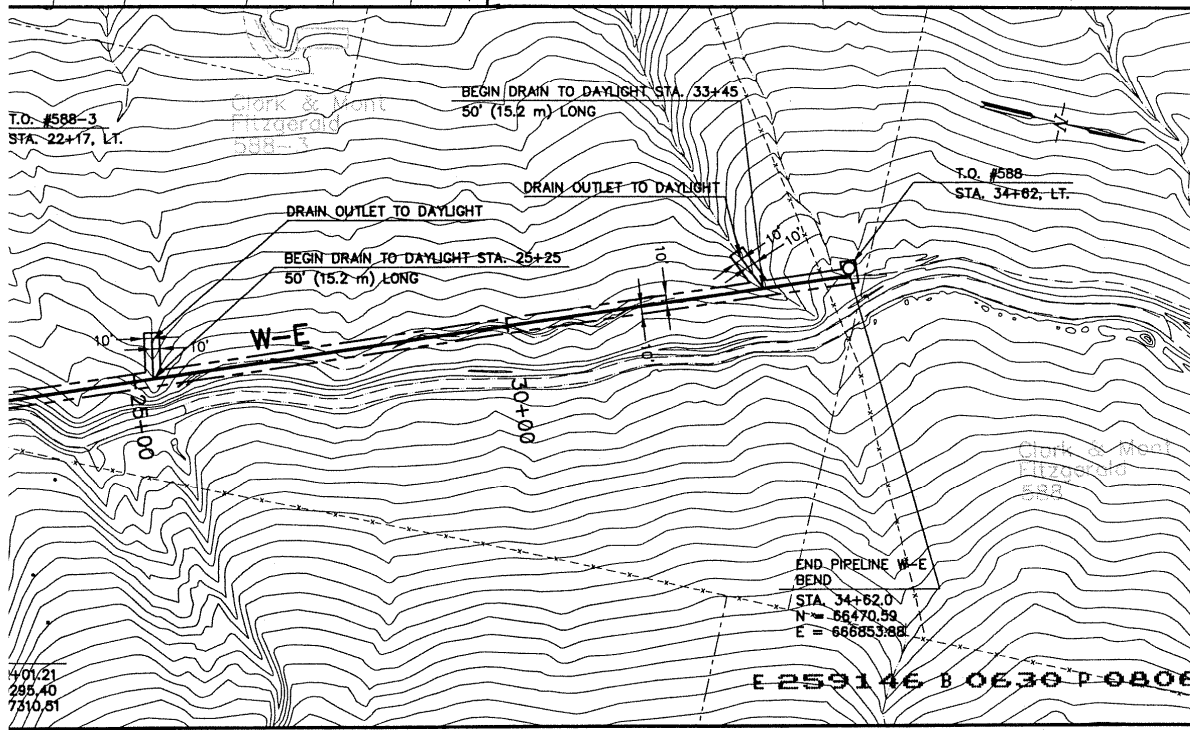 BEGIN DRAIN TO DAYLIGHT STA. 33+45
50' (15.2 m) LONG
Clark & Mont
Fitzgerald
588-3
T.O. #588-3
STA. 22+17, LT.
N
T.O. #588
STA. 34+62, LT.
DRAIN OUTLET TO DAYLIGHT
DRAIN OUTLET TO DAYLIGHT
BEGIN DRAIN TO DAYLIGHT STA. 25+25
50' (15.2 m) LONG
10'
10'
10'
10'
10'
10'
W-E
25+00
30+00
Clark & Mont
Fitzgerald
588
END PIPELINE W-E
BEND
STA. 34+62.0
N = 66470.59
E = 666853.88
+01.21
295.40
7310.51
E 259146 B 0630 P 0806